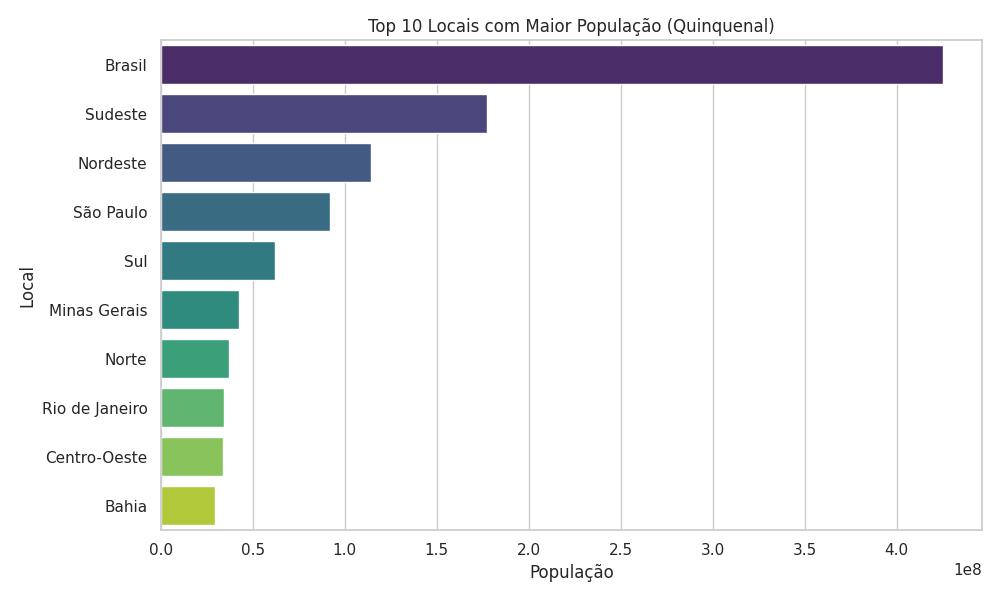 Top 10 Locais com Maior População (Quinquenal)
Brasil
Sudeste
Nordeste
São Paulo
Sul
Minas Gerais
Norte
Rio de Janeiro
Centro-Oeste
Bahia
Local
0.0 0.5 1.0 1.5 2.0 2.5 3.0 3.5 4.0
1e8
População